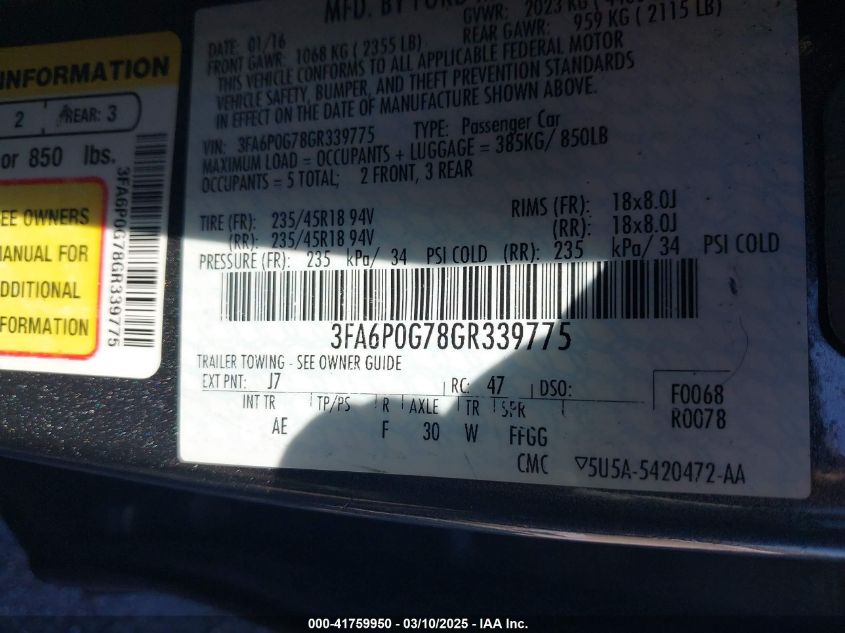 INFORMATION
2 REAR: 3
or 850 lbs.
SEE OWNERS
MANUAL FOR
ADDITIONAL
INFORMATION
3FA6P0G78GR339775
MFD. BY FORD
DATE: 01/16 GVWR: 2023 KG
FRONT GAWR: 1068 KG ( 2355 LB) REAR GAWR: 959 KG ( 2115 LB)
THIS VEHICLE CONFORMS TO ALL APPLICABLE FEDERAL MOTOR
VEHICLE SAFETY, BUMPER, AND THEFT PREVENTION STANDARDS
IN EFFECT ON THE DATE OF MANUFACTURE SHOWN ABOVE.
VIN: 3FA6P0G78GR339775 TYPE: Passenger Car
MAXIMUM LOAD = OCCUPANTS + LUGGAGE = 385KG/ 850LB
OCCUPANTS = 5 TOTAL; 2 FRONT, 3 REAR
TIRE (FR): 235/45R18 94V RIMS (FR): 18x8.0J
(RR): 235/45R18 94V (RR): 18x8.0J
PRESSURE (FR): 235 kPa/ 34 PSI COLD (RR): 235 kPa/ 34 PSI COLD
3FA6P0G78GR339775
TRAILER TOWING - SEE OWNER GUIDE
EXT PNT: J7 RC: 47 DSO: F0068
INT TR TP/PS R AXLE TR SPR R0078
AE F 30 W FFGG
CMC ▽5U5A-5420472-AA
000-41759950 - 03/10/2025 - IAA Inc.